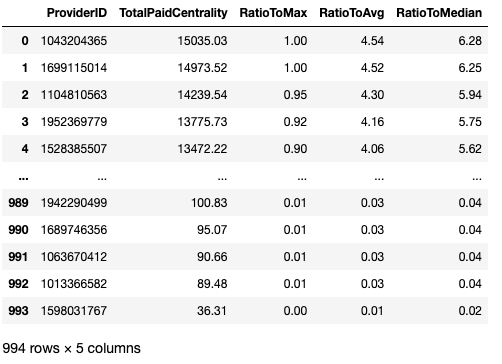 ProviderID TotalPaidCentrality RatioToMax RatioToAvg RatioToMedian
0 1043204365 15035.03 1.00 4.54 6.28
1 1699115014 14973.52 1.00 4.52 6.25
2 1104810563 14239.54 0.95 4.30 5.94
3 1952369779 13775.73 0.92 4.16 5.75
4 1528385507 13472.22 0.90 4.06 5.62
... ... ... ... ... ...
989 1942290499 100.83 0.01 0.03 0.04
990 1689746356 95.07 0.01 0.03 0.04
991 1063670412 90.66 0.01 0.03 0.04
992 1013366582 89.48 0.01 0.03 0.04
993 1598031767 36.31 0.00 0.01 0.02
994 rows × 5 columns